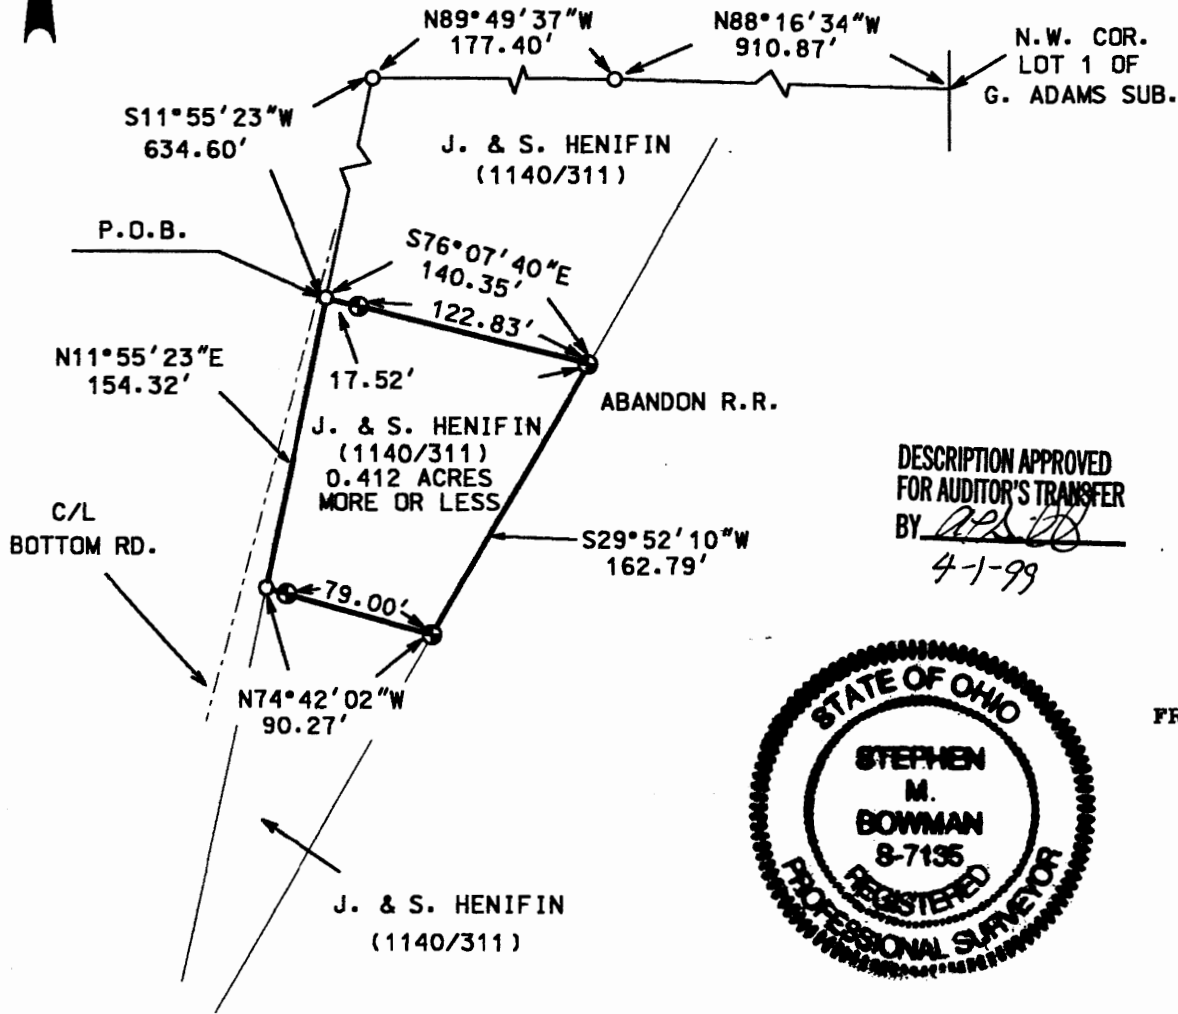 N89°49'37"W
177.40'
N88°16'34"W
910.87'
N.W. COR.
LOT 1 OF
G. ADAMS SUB.
S11°55'23"W
634.60'
J. & S. HENIFIN
(1140/311)
P.O.B.
S76°07'40"E
140.35'
122.83'
N11°55'23"E
154.32'
17.52'
ABANDON R.R.
J. & S. HENIFIN
(1140/311)
0.412 ACRES
MORE OR LESS
DESCRIPTION APPROVED
FOR AUDITOR'S TRANSFER
BY
4-1-99
C/L
BOTTOM RD.
S29°52'10"W
162.79'
79.00'
N74°42'02"W
90.27'
STATE OF OHIO
STEPHEN
M.
BOWMAN
S-7135
REGISTERED
PROFESSIONAL SURVEYOR
FR
J. & S. HENIFIN
(1140/311)